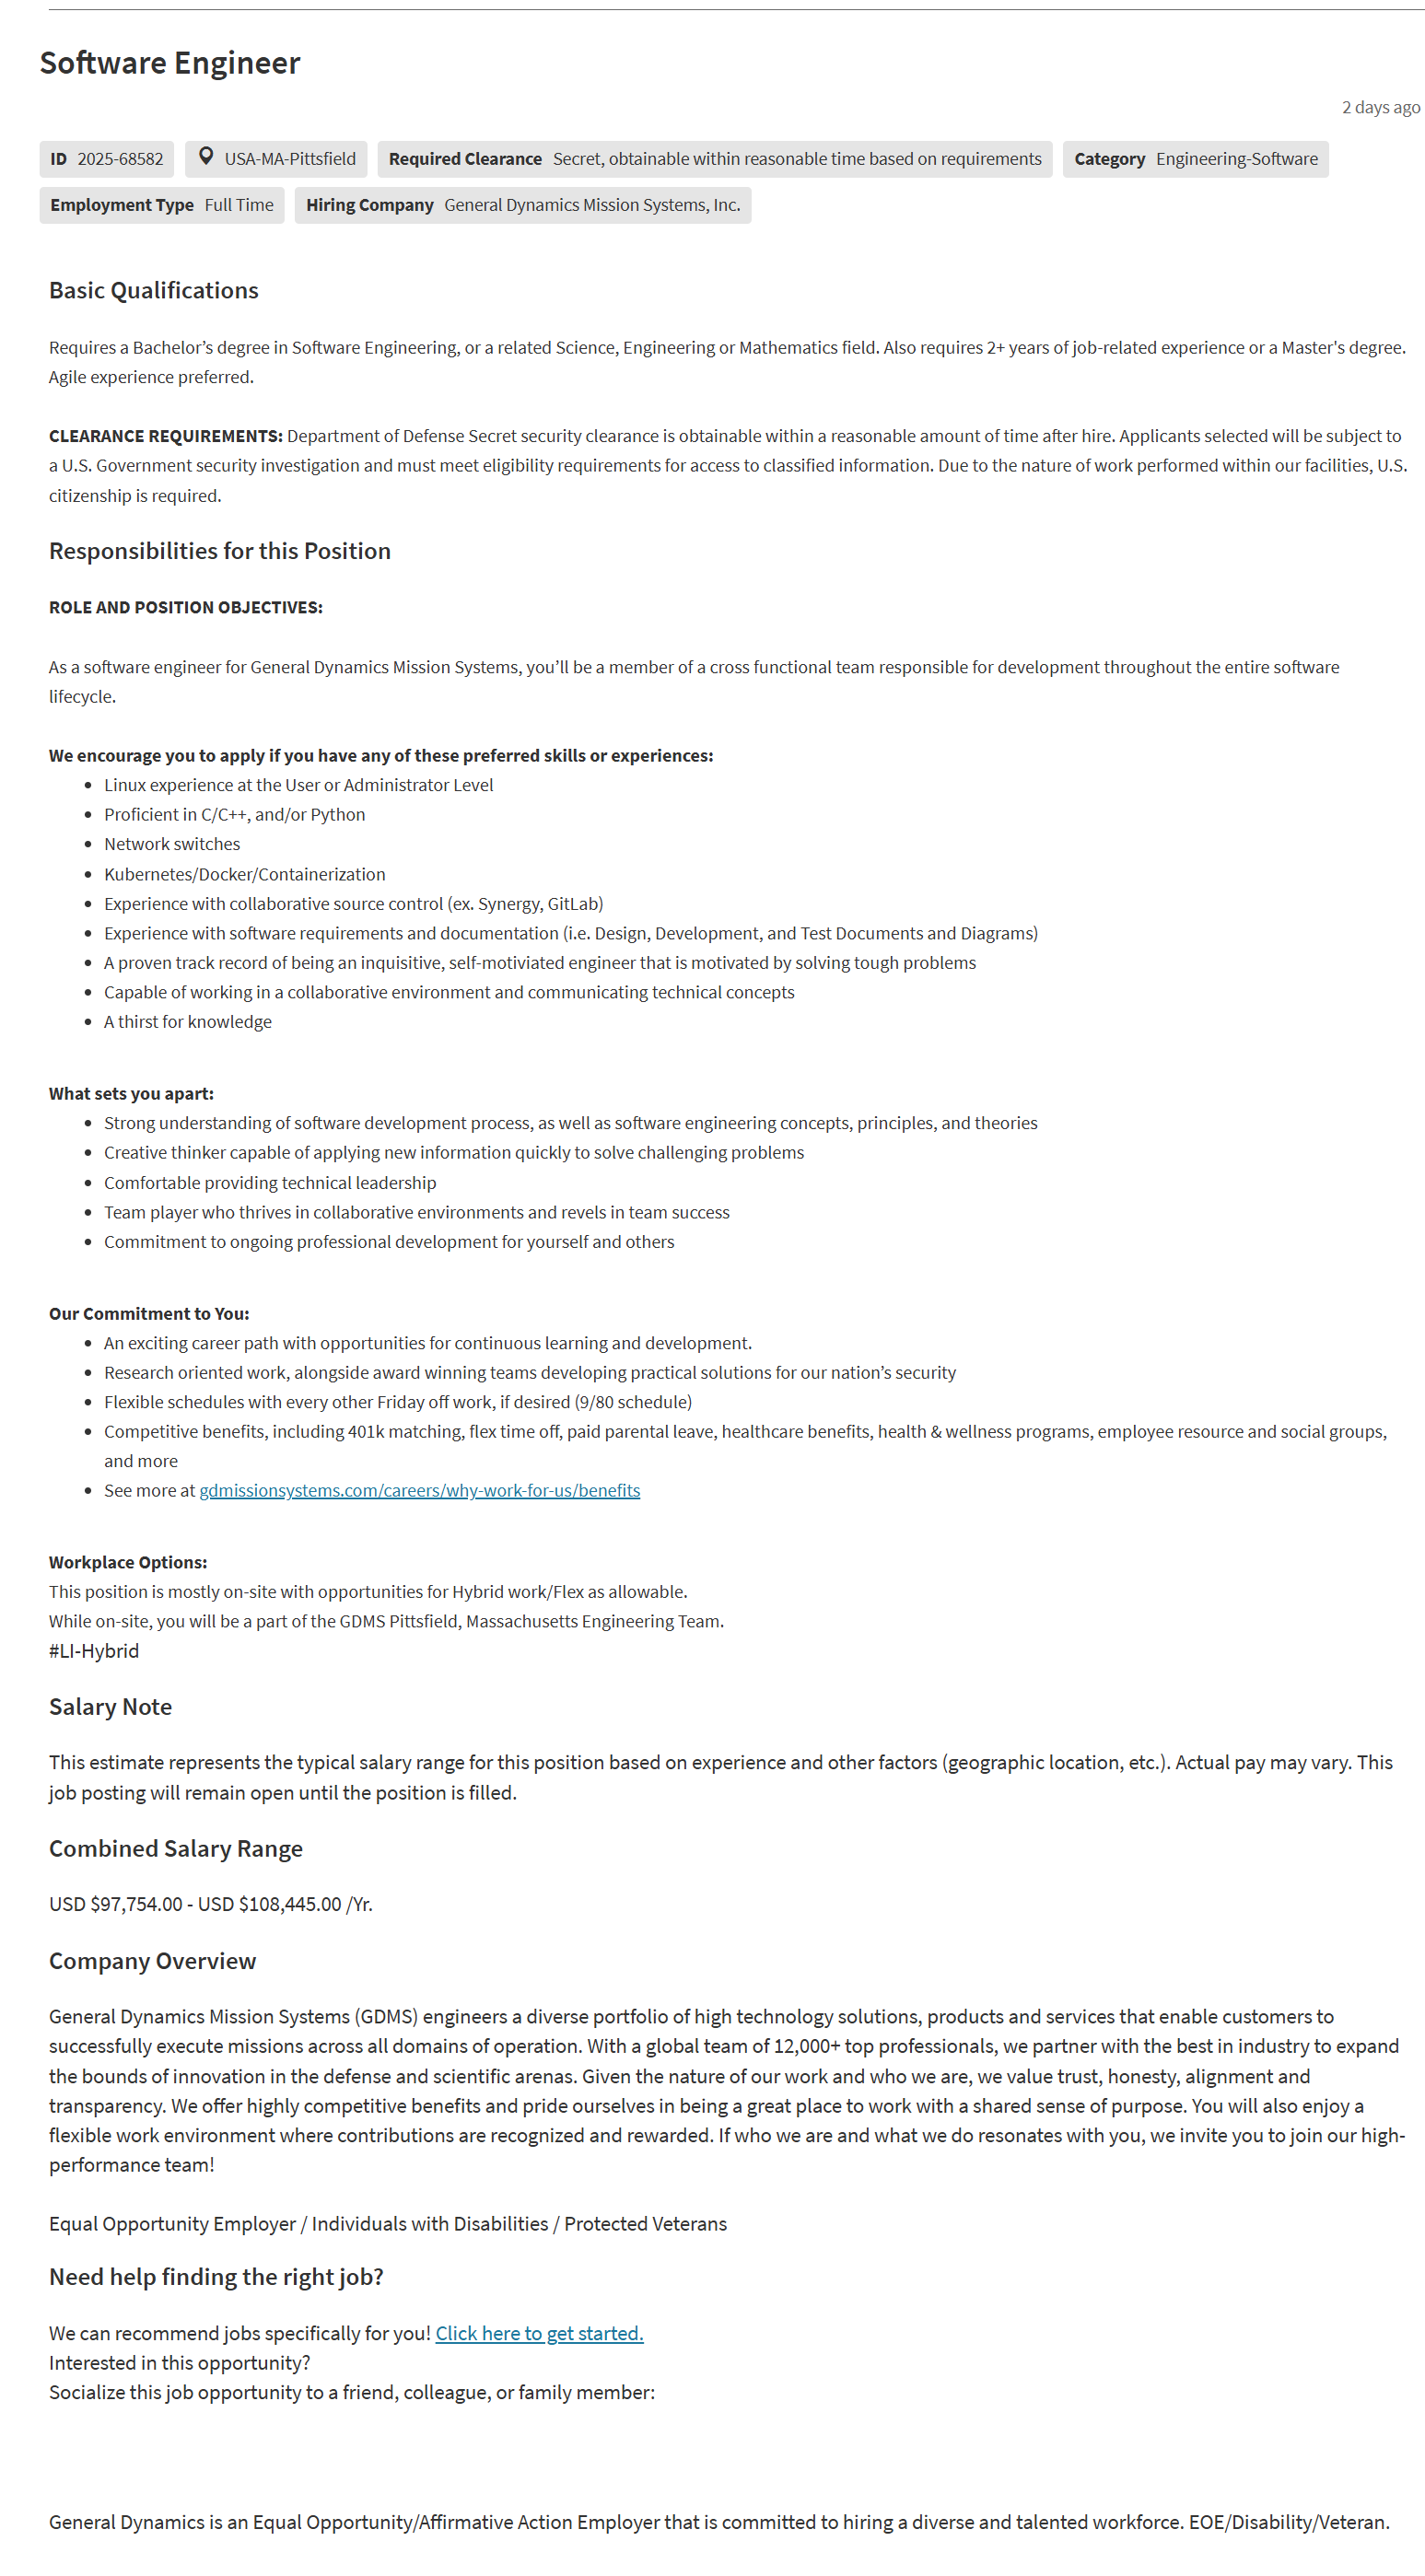 Software Engineer
2 days ago
ID 2025-68582 USA-MA-Pittsfield Required Clearance Secret, obtainable within reasonable time based on requirements Category Engineering-Software
Employment Type Full Time Hiring Company General Dynamics Mission Systems, Inc.
Basic Qualifications
Requires a Bachelor’s degree in Software Engineering, or a related Science, Engineering or Mathematics field. Also requires 2+ years of job-related experience or a Master's degree.
Agile experience preferred.
CLEARANCE REQUIREMENTS: Department of Defense Secret security clearance is obtainable within a reasonable amount of time after hire. Applicants selected will be subject to
a U.S. Government security investigation and must meet eligibility requirements for access to classified information. Due to the nature of work performed within our facilities, U.S.
citizenship is required.
Responsibilities for this Position
ROLE AND POSITION OBJECTIVES:
As a software engineer for General Dynamics Mission Systems, you’ll be a member of a cross functional team responsible for development throughout the entire software
lifecycle.
We encourage you to apply if you have any of these preferred skills or experiences:
• Linux experience at the User or Administrator Level
• Proficient in C/C++, and/or Python
• Network switches
• Kubernetes/Docker/Containerization
• Experience with collaborative source control (ex. Synergy, GitLab)
• Experience with software requirements and documentation (i.e. Design, Development, and Test Documents and Diagrams)
• A proven track record of being an inquisitive, self-motiviated engineer that is motivated by solving tough problems
• Capable of working in a collaborative environment and communicating technical concepts
• A thirst for knowledge
What sets you apart:
• Strong understanding of software development process, as well as software engineering concepts, principles, and theories
• Creative thinker capable of applying new information quickly to solve challenging problems
• Comfortable providing technical leadership
• Team player who thrives in collaborative environments and revels in team success
• Commitment to ongoing professional development for yourself and others
Our Commitment to You:
• An exciting career path with opportunities for continuous learning and development.
• Research oriented work, alongside award winning teams developing practical solutions for our nation’s security
• Flexible schedules with every other Friday off work, if desired (9/80 schedule)
• Competitive benefits, including 401k matching, flex time off, paid parental leave, healthcare benefits, health & wellness programs, employee resource and social groups,
and more
• See more at gdmissionsystems.com/careers/why-work-for-us/benefits
Workplace Options:
This position is mostly on-site with opportunities for Hybrid work/Flex as allowable.
While on-site, you will be a part of the GDMS Pittsfield, Massachusetts Engineering Team.
#LI-Hybrid
Salary Note
This estimate represents the typical salary range for this position based on experience and other factors (geographic location, etc.). Actual pay may vary. This
job posting will remain open until the position is filled.
Combined Salary Range
USD $97,754.00 - USD $108,445.00 /Yr.
Company Overview
General Dynamics Mission Systems (GDMS) engineers a diverse portfolio of high technology solutions, products and services that enable customers to
successfully execute missions across all domains of operation. With a global team of 12,000+ top professionals, we partner with the best in industry to expand
the bounds of innovation in the defense and scientific arenas. Given the nature of our work and who we are, we value trust, honesty, alignment and
transparency. We offer highly competitive benefits and pride ourselves in being a great place to work with a shared sense of purpose. You will also enjoy a
flexible work environment where contributions are recognized and rewarded. If who we are and what we do resonates with you, we invite you to join our high-
performance team!
Equal Opportunity Employer / Individuals with Disabilities / Protected Veterans
Need help finding the right job?
We can recommend jobs specifically for you! Click here to get started.
Interested in this opportunity?
Socialize this job opportunity to a friend, colleague, or family member:
General Dynamics is an Equal Opportunity/Affirmative Action Employer that is committed to hiring a diverse and talented workforce. EOE/Disability/Veteran.